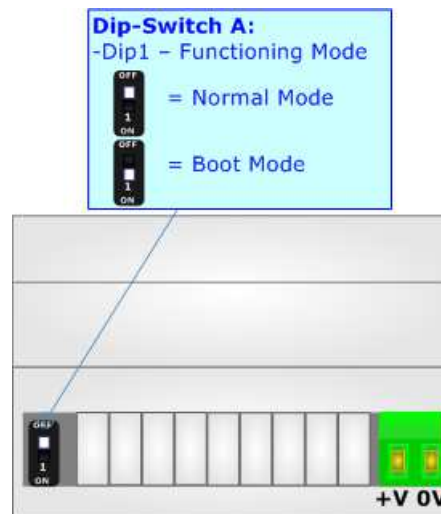 Dip-Switch A:
-Dip1 – Functioning Mode
OFF
= Normal Mode
1
ON
OFF
= Boot Mode
1
ON
OFF
1
ON
+V 0V